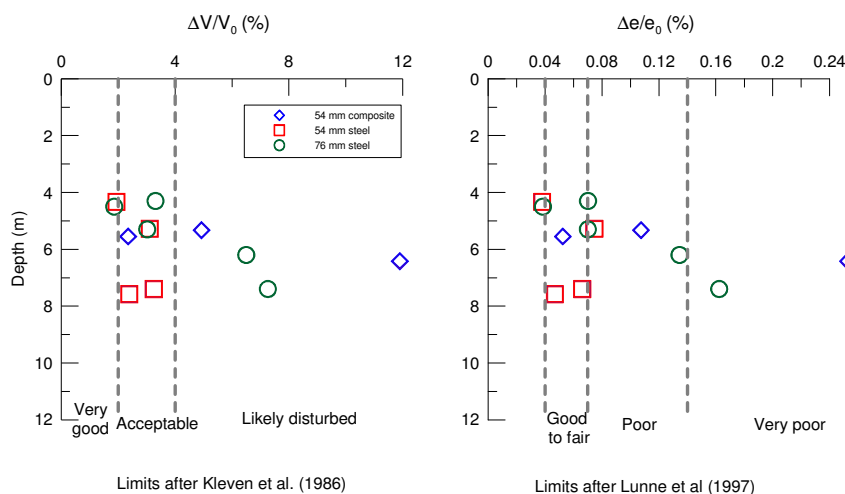 ΔV/V0 (%)
0 4 8 12
0
2
4
6
8
10
12
Depth (m)
54 mm composite
54 mm steel
76 mm steel
Very good
Acceptable
Likely disturbed
Limits after Kleven et al. (1986)
Δe/e0 (%)
0 0.04 0.08 0.12 0.16 0.2 0.24
0
2
4
6
8
10
12
Good to fair
Poor
Very poor
Limits after Lunne et al (1997)